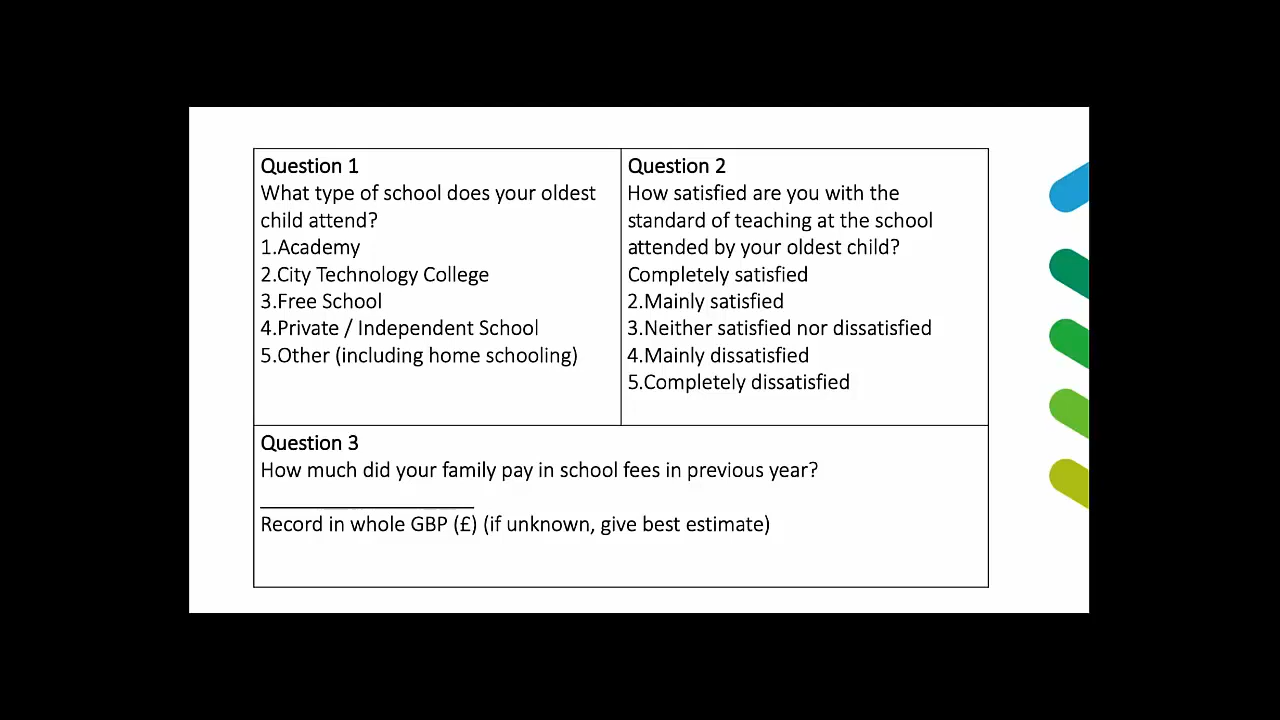 Question 1
What type of school does your oldest
child attend?
1.Academy
2.City Technology College
3.Free School
4.Private / Independent School
5.Other (including home schooling)
Question 2
How satisfied are you with the
standard of teaching at the school
attended by your oldest child?
Completely satisfied
2.Mainly satisfied
3.Neither satisfied nor dissatisfied
4.Mainly dissatisfied
5.Completely dissatisfied
Question 3
How much did your family pay in school fees in previous year?
____________________
Record in whole GBP (£) (if unknown, give best estimate)